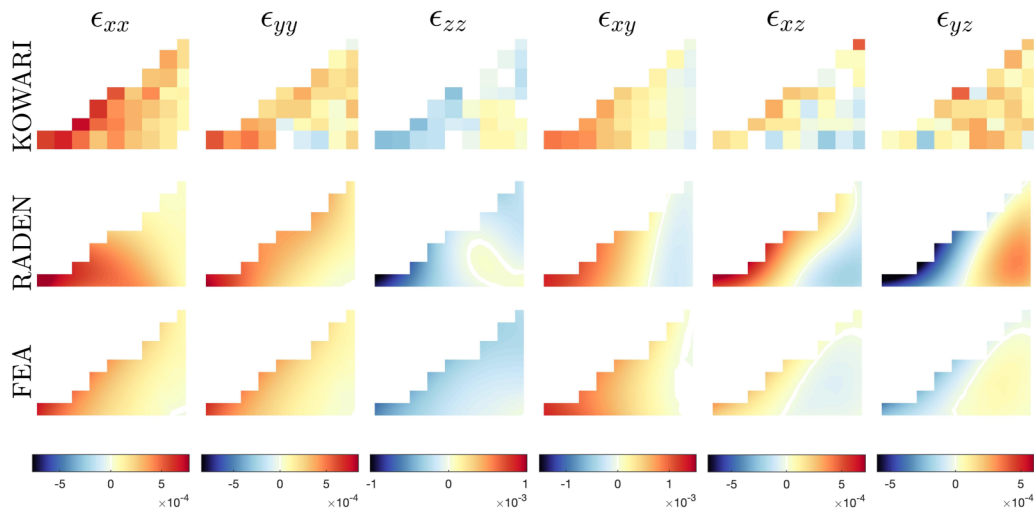 ϵxx ϵyy ϵzz ϵxy ϵxz ϵyz
KOWARI
RADEN
FEA
-5 0 5 -5 0 5 -1 0 1 -1 0 1 -5 0 5 -5 0 5
×10⁻⁴ ×10⁻⁴ ×10⁻³ ×10⁻³ ×10⁻⁴ ×10⁻⁴